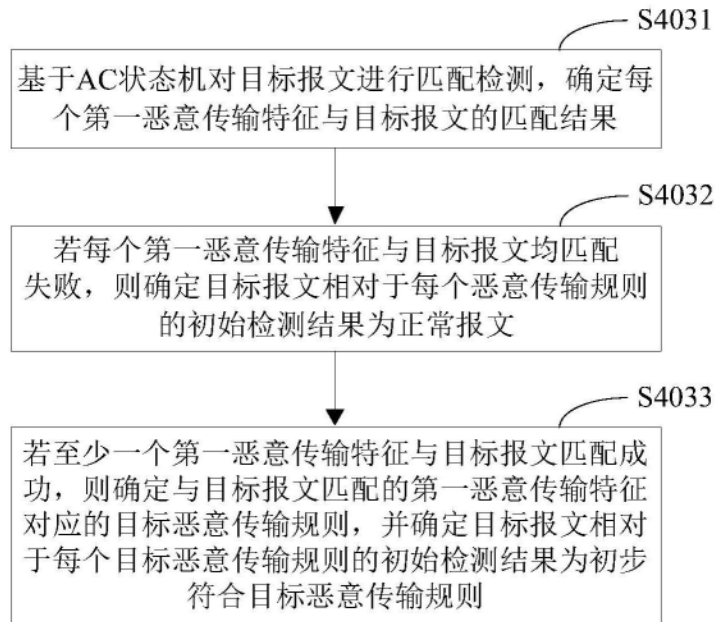 S4031
基于AC状态机对目标报文进行匹配检测，确定每
个第一恶意传输特征与目标报文的匹配结果
S4032
若每个第一恶意传输特征与目标报文均匹配
失败，则确定目标报文相对于每个恶意传输规则
的初始检测结果为正常报文
S4033
若至少一个第一恶意传输特征与目标报文匹配成
功，则确定与目标报文匹配的第一恶意传输特征
对应的目标恶意传输规则，并确定目标报文相对
于每个目标恶意传输规则的初始检测结果为初步
符合目标恶意传输规则